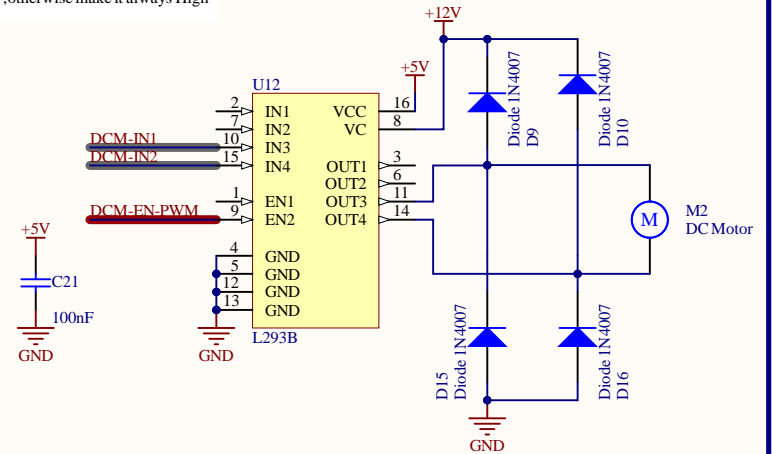 ,otherwise make it always High
+12V
+5V
U12
2 IN1 VCC 16
7 IN2 VC 8
DCM-IN1 10 IN3
DCM-IN2 15 IN4 OUT1 3
OUT2 6
1 EN1 OUT3 11
DCM-EN-PWM 9 EN2 OUT4 14
4 GND
5 GND
12 GND
13 GND
L293B
GND
+5V
C21
100nF
GND
Diode 1N4007
D9
Diode 1N4007
D10
M
M2
DC Motor
D15
Diode 1N4007
Diode 1N4007
D16
GND